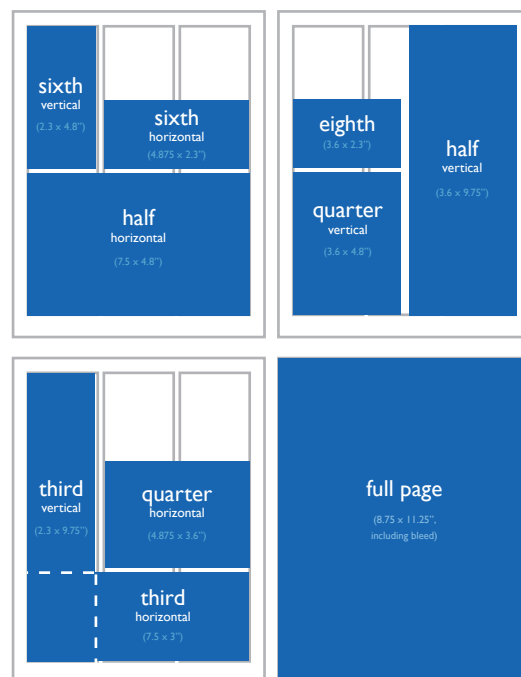 sixth
vertical
(2.3 x 4.8”)
sixth
horizontal
(4.875 x 2.3”)
half
horizontal
(7.5 x 4.8”)
eighth
(3.6 x 2.3”)
half
vertical
(3.6 x 9.75”)
quarter
vertical
(3.6 x 4.8”)
third
vertical
(2.3 x 9.75”)
quarter
horizontal
(4.875 x 3.6”)
third
horizontal
(7.5 x 3”)
full page
(8.75 x 11.25”,
including bleed)